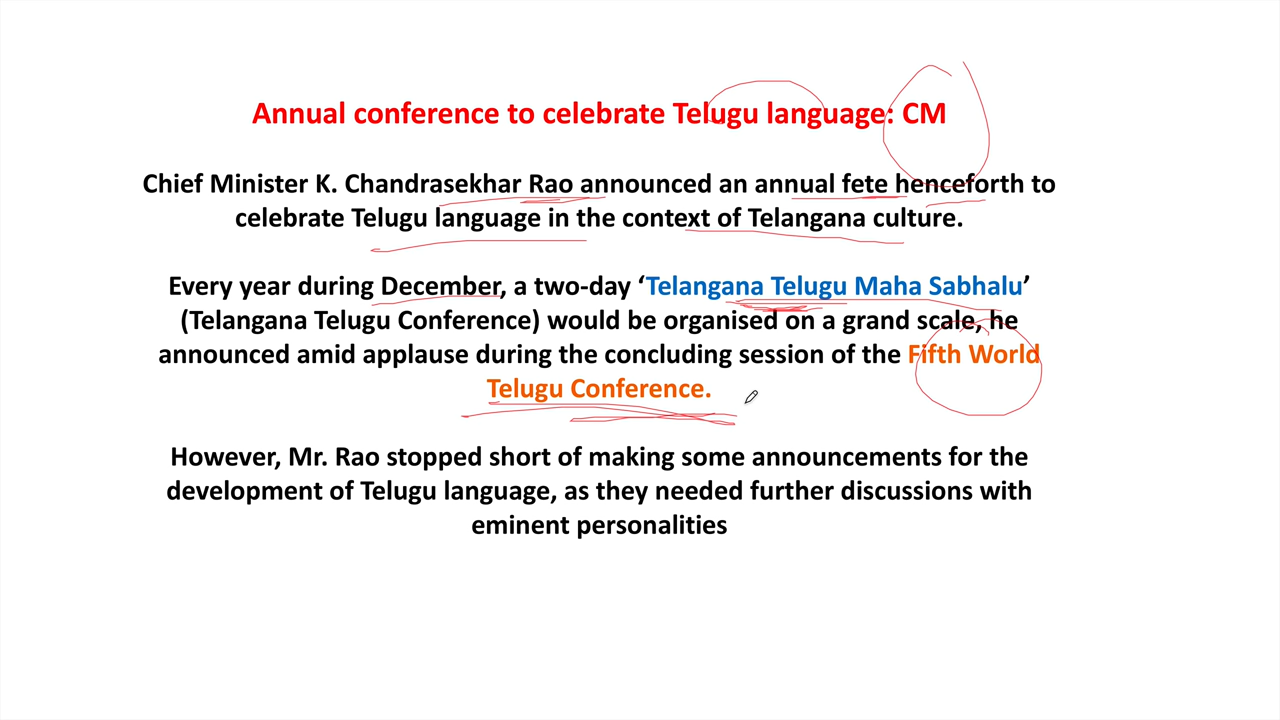 Annual conference to celebrate Telugu language: CM
Chief Minister K. Chandrasekhar Rao announced an annual fete henceforth to
celebrate Telugu language in the context of Telangana culture.
Every year during December, a two-day ‘Telangana Telugu Maha Sabhalu’
(Telangana Telugu Conference) would be organised on a grand scale, he
announced amid applause during the concluding session of the Fifth World
Telugu Conference.
However, Mr. Rao stopped short of making some announcements for the
development of Telugu language, as they needed further discussions with
eminent personalities